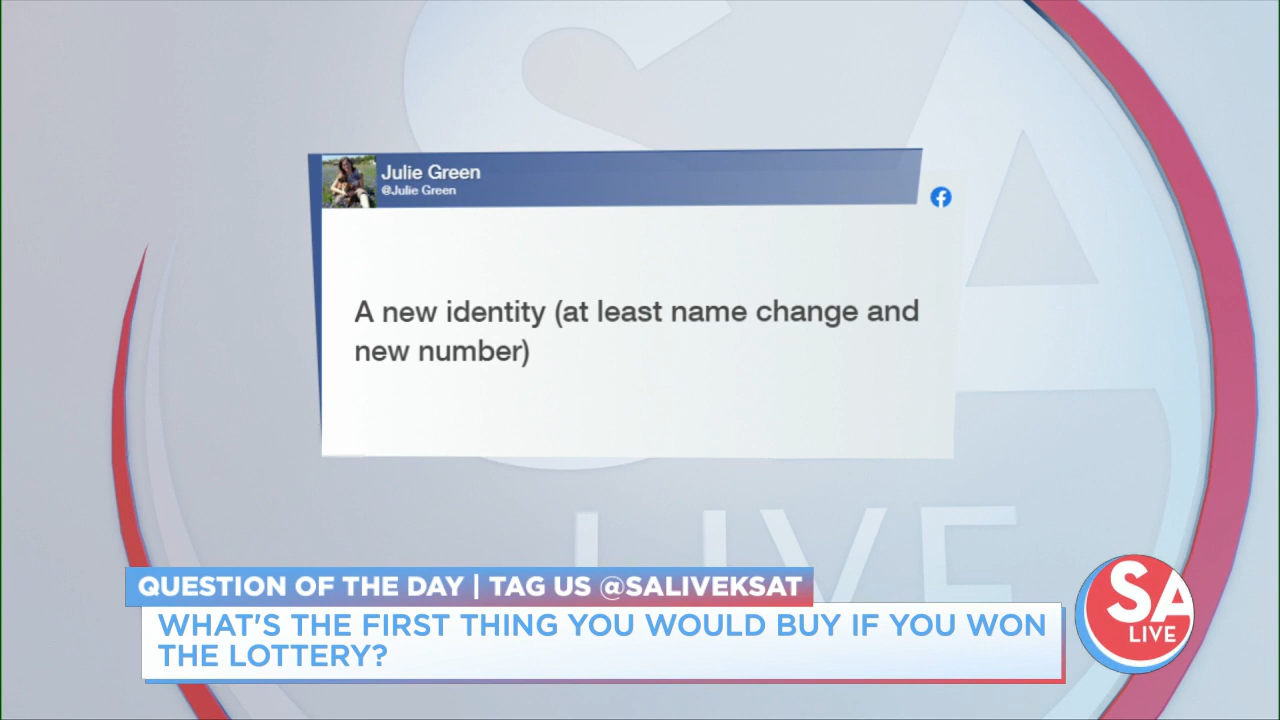 Julie Green
@Julie Green
A new identity (at least name change and
new number)
LIVE
QUESTION OF THE DAY | TAG US @SALIVEKSAT
WHAT'S THE FIRST THING YOU WOULD BUY IF YOU WON
THE LOTTERY?
SA
LIVE